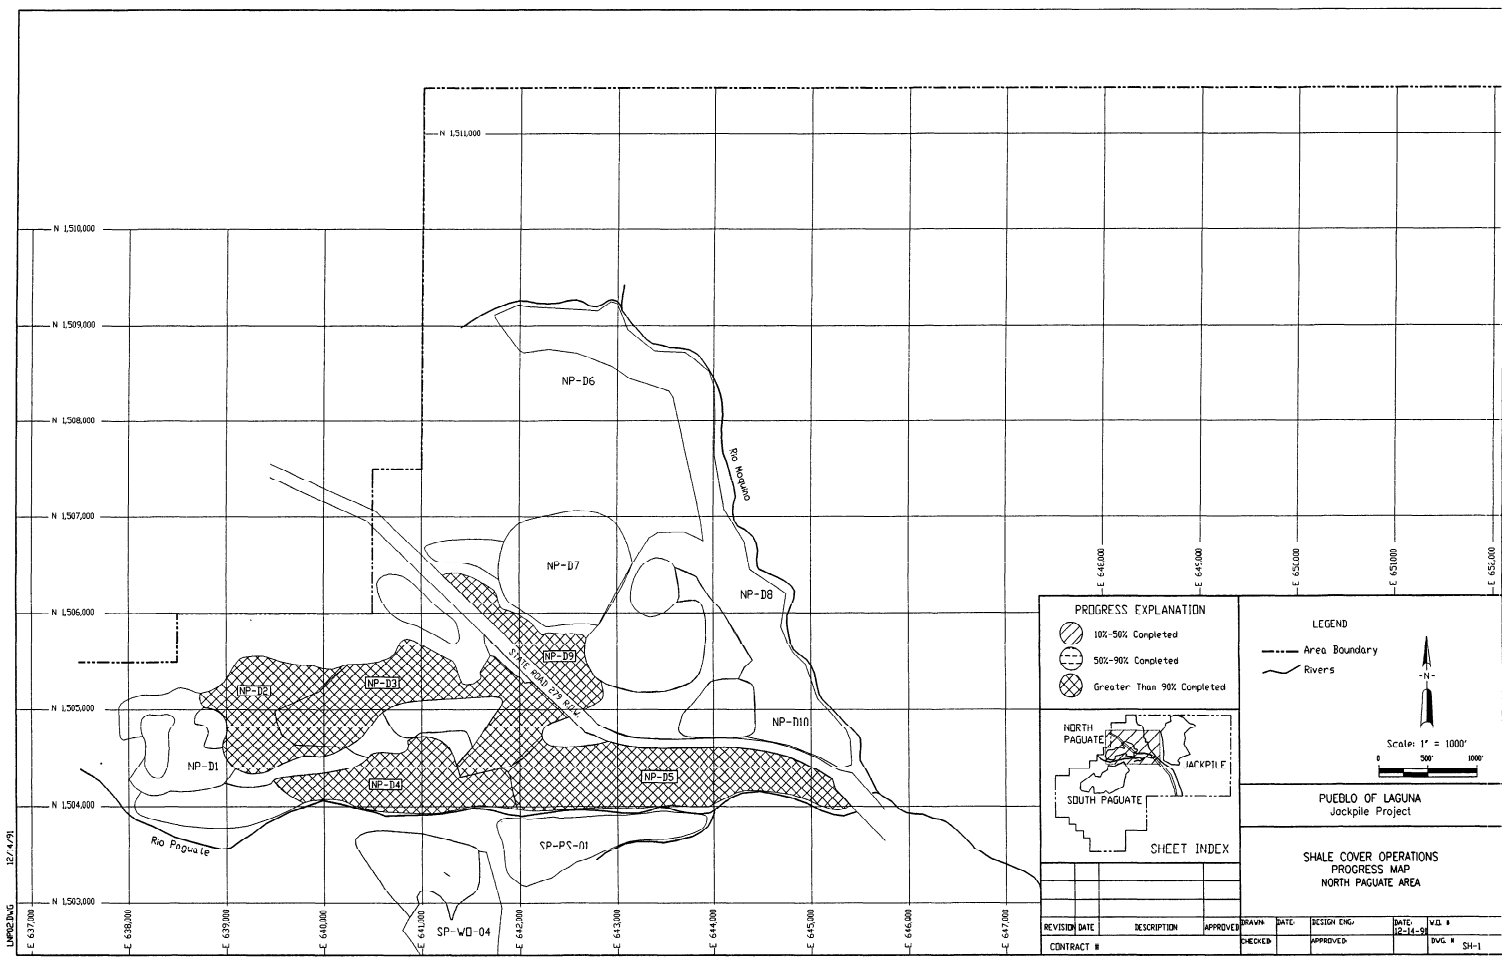 N 1,511,000
N 1,510,000
N 1,509,000
N 1,508,000
N 1,507,000
N 1,506,000
N 1,505,000
N 1,504,000
N 1,503,000
NP-D6
Rio Moquino
NP-D7
NP-D8
NP-D9
STATE ROAD 279 R.O.W.
NP-D2
NP-D3
NP-D10
NP-D1
NP-D4
NP-D5
Rio Paguate
SP-PS-01
SP-WD-04
E 637,000
E 638,000
E 639,000
E 640,000
E 641,000
E 642,000
E 643,000
E 644,000
E 645,000
E 646,000
E 647,000
E 648,000
E 649,000
E 650,000
E 651,000
E 652,000
LNP02.DWG 12/14/91
PROGRESS EXPLANATION
10%-50% Completed
50%-90% Completed
Greater Than 90% Completed
LEGEND
Area Boundary
Rivers
-N-
Scale: 1" = 1000'
0 500' 1000'
NORTH
PAGUATE
JACKPILE
SOUTH PAGUATE
SHEET INDEX
PUEBLO OF LAGUNA
Jackpile Project
SHALE COVER OPERATIONS
PROGRESS MAP
NORTH PAGUATE AREA
REVISION DATE DESCRIPTION APPROVED
CONTRACT #
DRAWN: DATE: DESIGN ENG.: DATE: 12-14-91 W.O. #
CHECKED: APPROVED: DWG. # SH-1